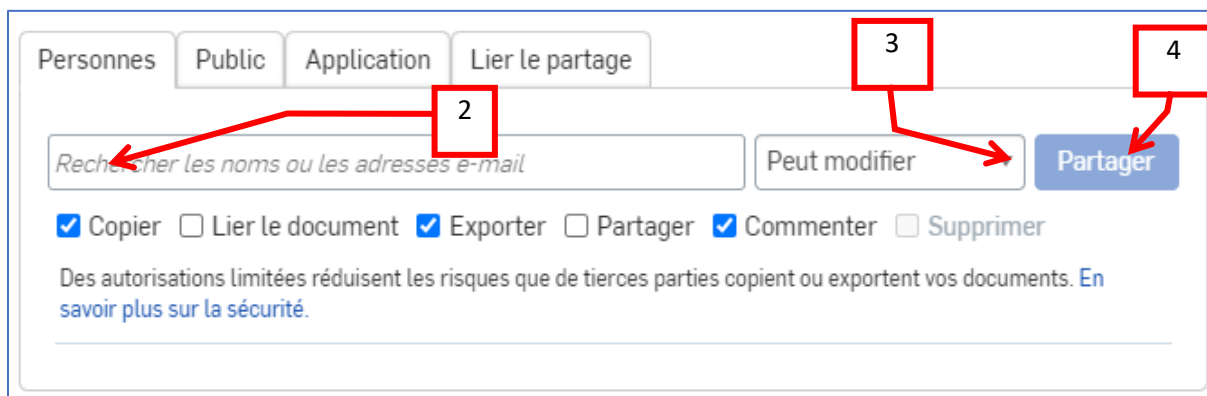 Personnes Public Application Lier le partage
3
4
2
Rechercher les noms ou les adresses e-mail Peut modifier Partager
Copier Lier le document Exporter Partager Commenter Supprimer
Des autorisations limitées réduisent les risques que de tierces parties copient ou exportent vos documents. En
savoir plus sur la sécurité.